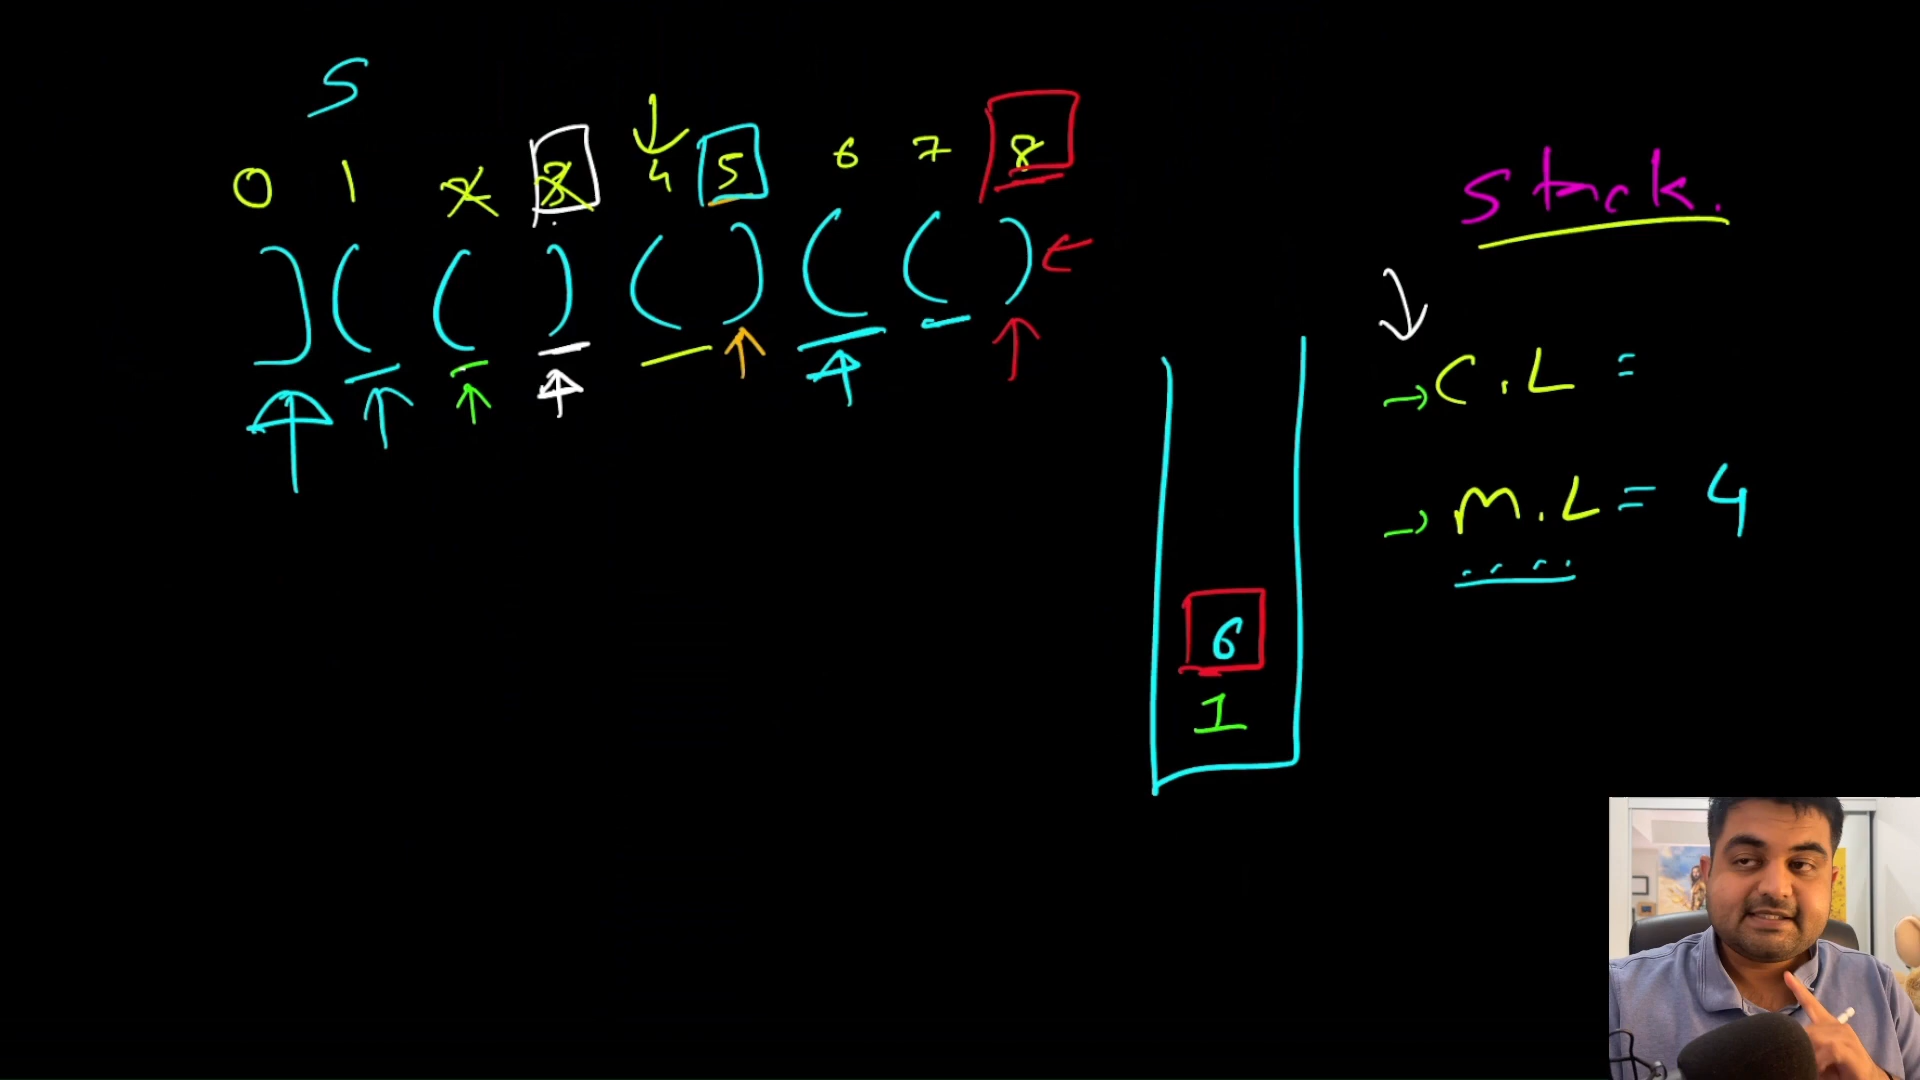 S
0 1 2 3 4 5 6 7 8
) ( ( ) ( ) ( ( )
stack.
C.L =
M.L = 4
6
1